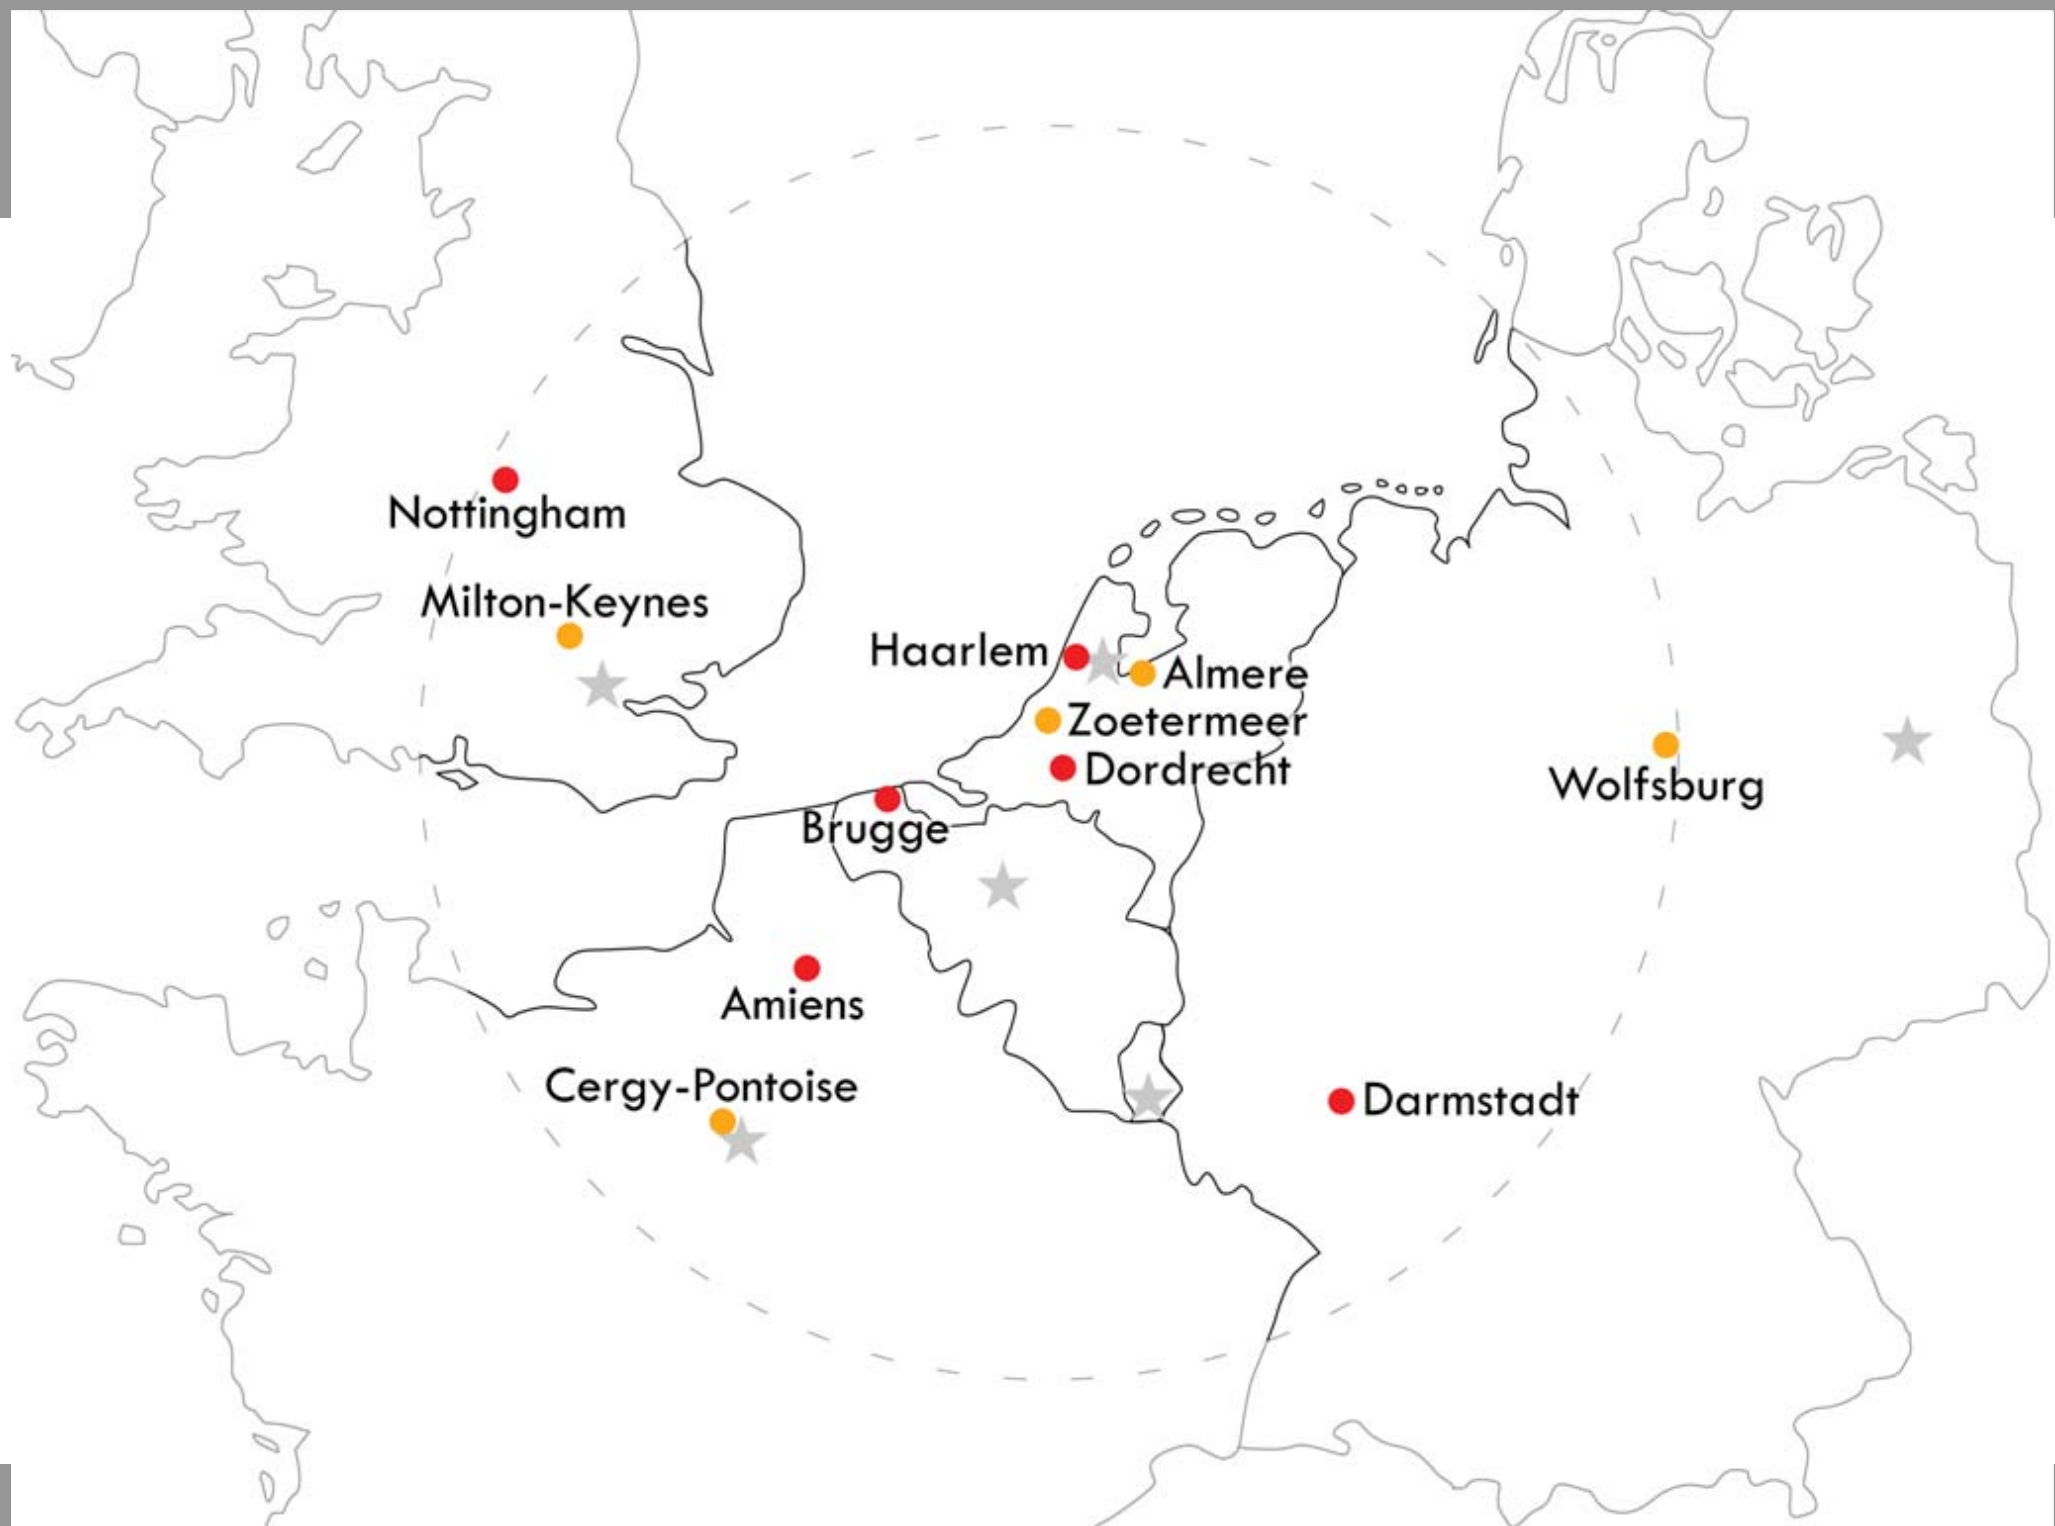 Nottingham
Milton-Keynes
Haarlem
Almere
Zoetermeer
Dordrecht
Wolfsburg
Brugge
Amiens
Cergy-Pontoise
Darmstadt